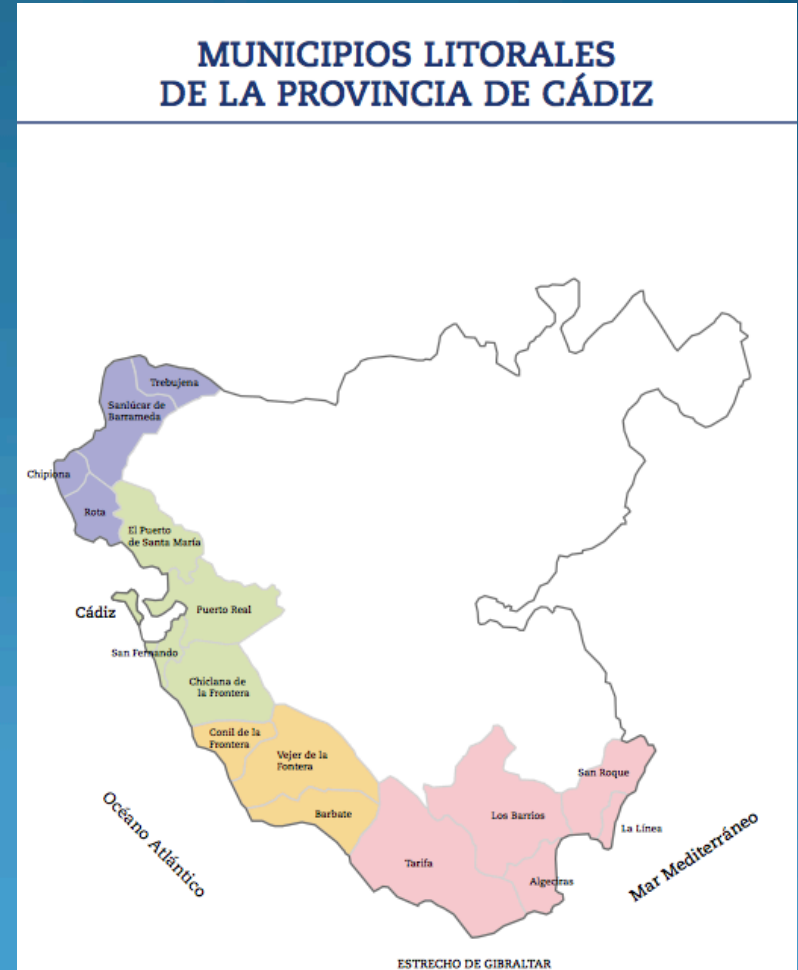 MUNICIPIOS LITORALES
DE LA PROVINCIA DE CÁDIZ
Trebujena
Sanlúcar de
Barrameda
Chipiona
Rota
El Puerto
de Santa María
Cádiz
Puerto Real
San Fernando
Chiclana de
la Frontera
Conil de la
Frontera
Vejer de la
Fontera
Barbate
San Roque
Los Barrios
La Línea
Tarifa
Algeciras
Océano Atlántico
Mar Mediterráneo
ESTRECHO DE GIBRALTAR